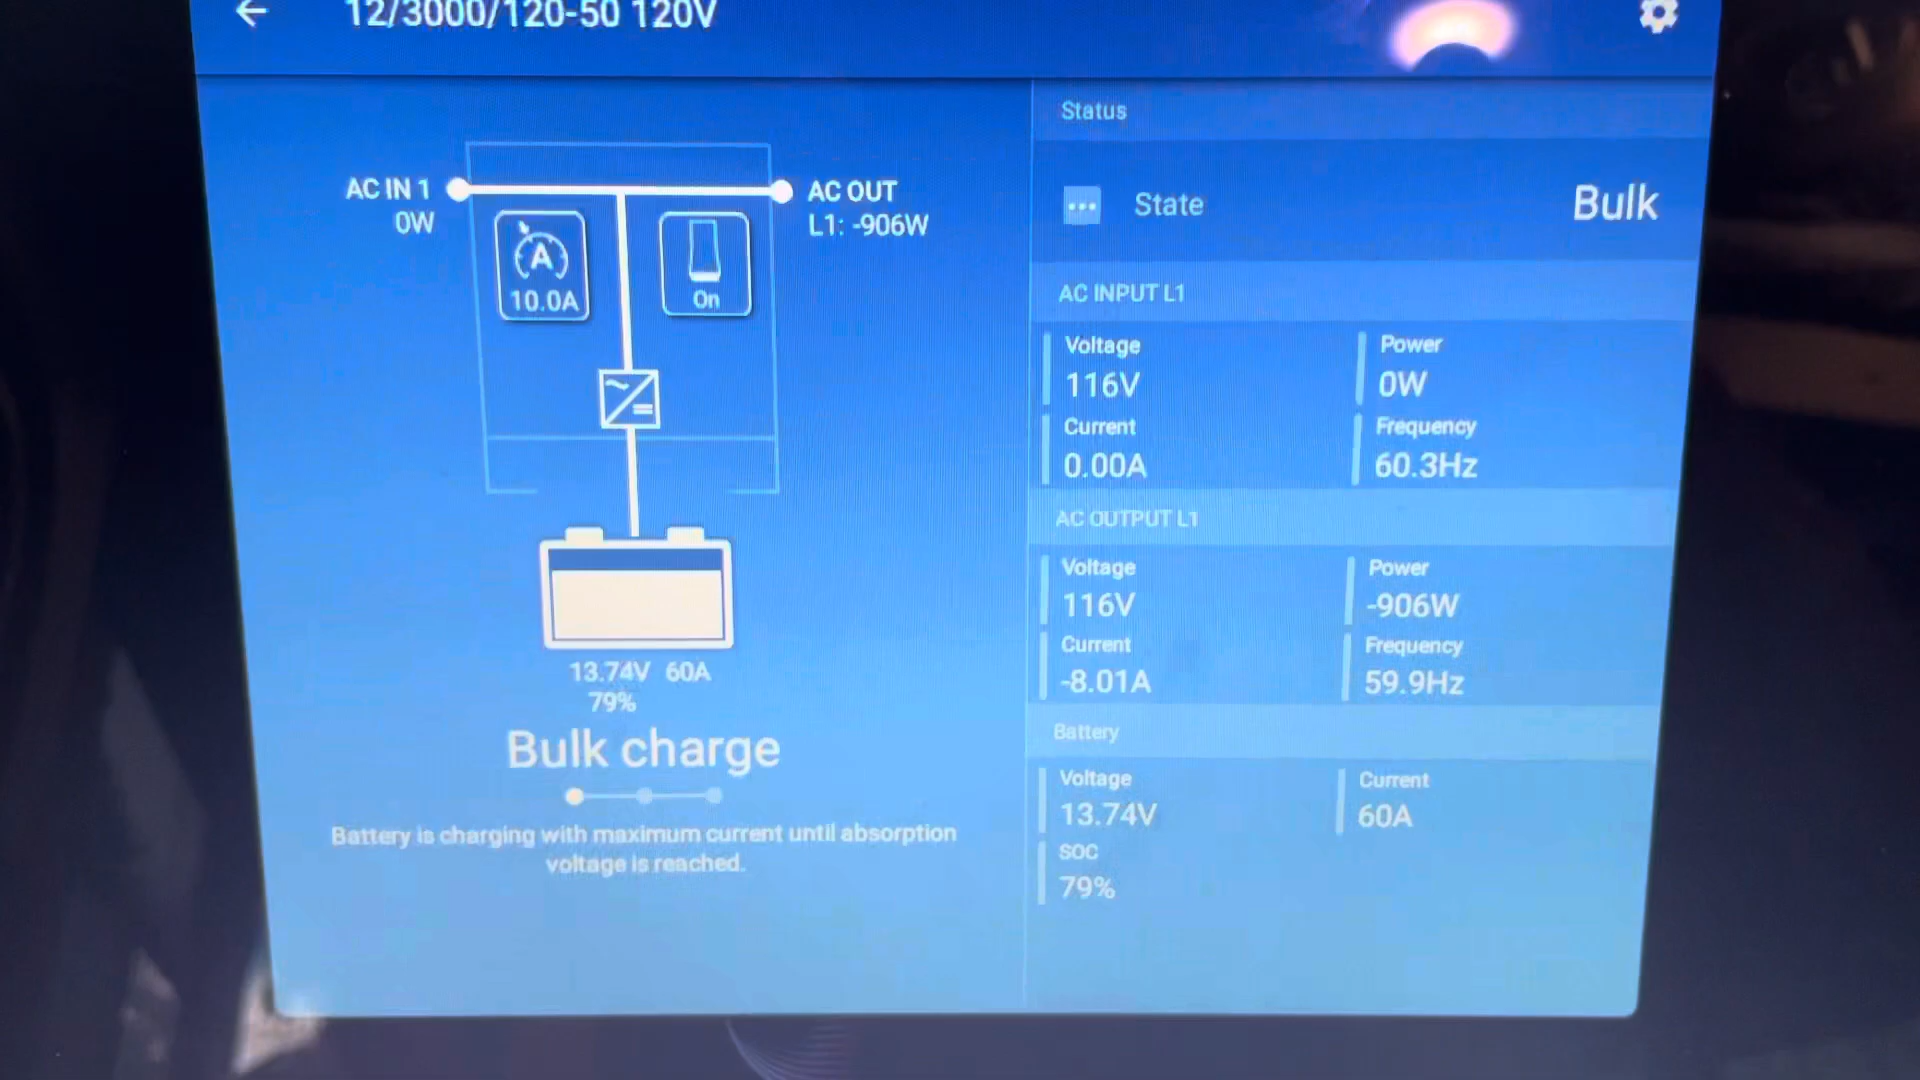 12/3000/120-50 120V
AC IN 1
0W
AC OUT
L1: -906W
A
10.0A
On
13.74V 60A
79%
Bulk charge
Battery is charging with maximum current until absorption
voltage is reached.
Status
State
Bulk
AC INPUT L1
Voltage
116V
Power
0W
Current
0.00A
Frequency
60.3Hz
AC OUTPUT L1
Voltage
116V
Power
-906W
Current
-8.01A
Frequency
59.9Hz
Battery
Voltage
13.74V
Current
60A
SOC
79%